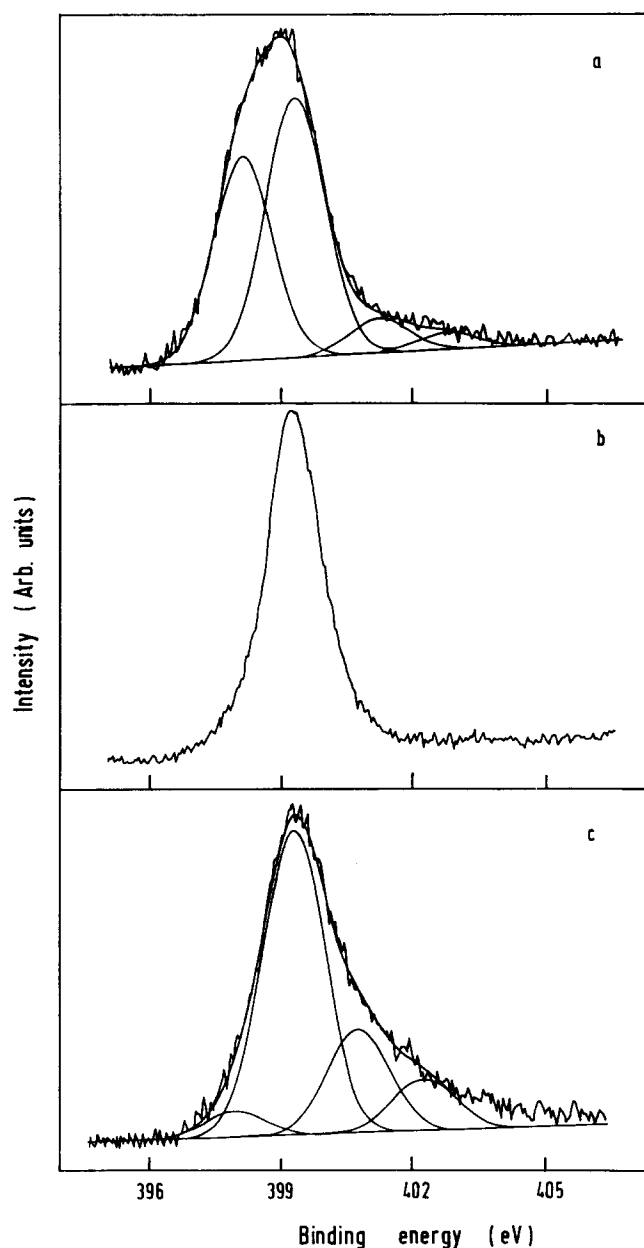 a
b
c
Intensity (Arb. units)
396 399 402 405
Binding energy (eV)